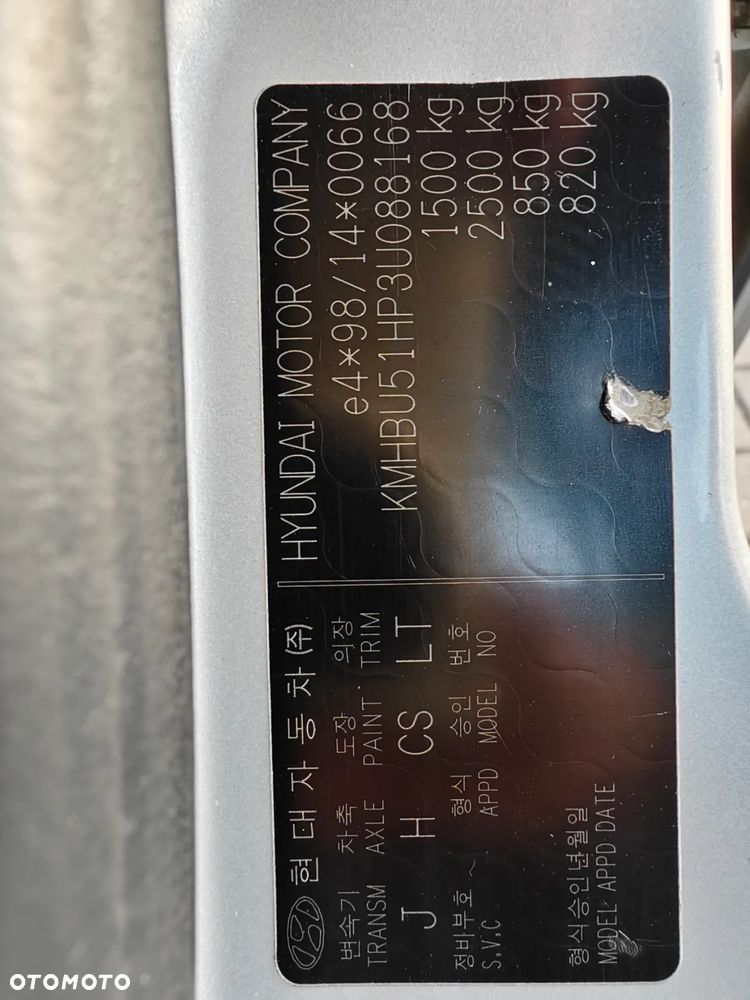 현대자동차(주)
변속기 차축 도장 의장
TRANSM AXLE PAINT TRIM
J H CS LT
정비부호 형식 승인 번호
S,V,C APPD MODEL NO
형식승인년월일
MODEL APPD DATE
HYUNDAI MOTOR COMPANY
e4*98/14*0066
KMHBU51HP3U088168
1500 kg
2500 kg
850 kg
820 kg
OTOMOTO